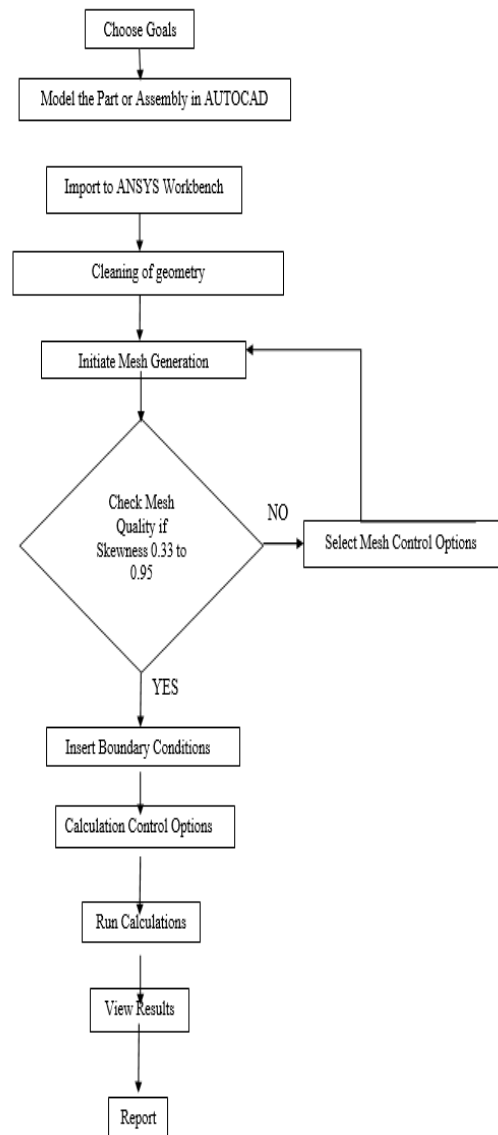 Choose Goals
Model the Part or Assembly in AUTOCAD
Import to ANSYS Workbench
Cleaning of geometry
Initiate Mesh Generation
Check Mesh
Quality if
Skewness 0.33 to
0.95
NO
Select Mesh Control Options
YES
Insert Boundary Conditions
Calculation Control Options
Run Calculations
View Results
Report